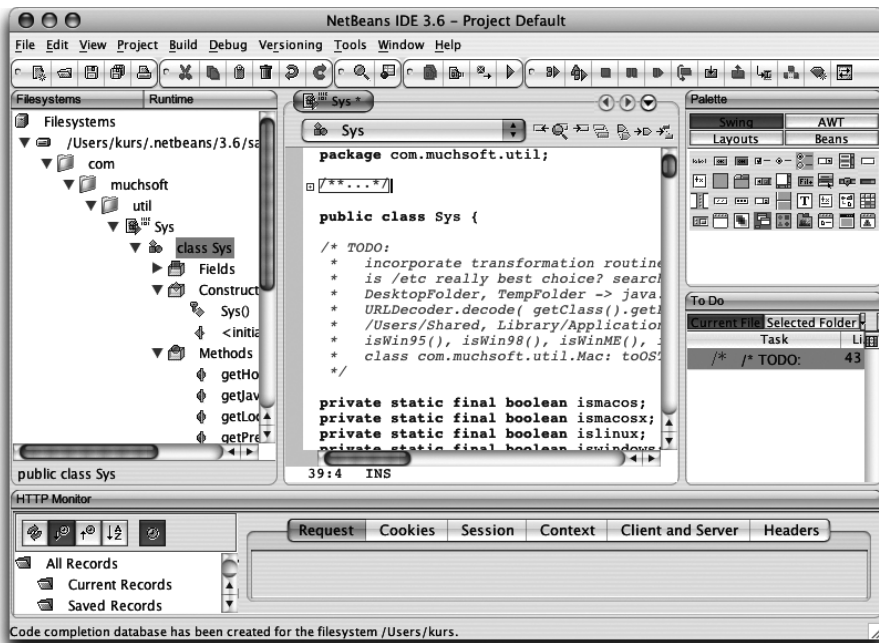 NetBeans IDE 3.6 – Project Default
File Edit View Project Build Debug Versioning Tools Window Help
Filesystems Runtime
Filesystems
/Users/kurs/.netbeans/3.6/sa
com
muchsoft
util
Sys
class Sys
Fields
Construct
Sys()
<initia
Methods
getHo
getJav
getLoc
getPre
public class Sys
Sys *
Sys
package com.muchsoft.util;
/**...*/
public class Sys {
/* TODO:
* incorporate transformation routine
* is /etc really best choice? search
* DesktopFolder, TempFolder -> java.
* URLDecoder.decode( getClass().getR
* /Users/Shared, Library/Application
* isWin95(), isWin98(), isWinME(), i
* class com.muchsoft.util.Mac: toOST
*/
private static final boolean ismacos;
private static final boolean ismacosx;
private static final boolean islinux;
private static final boolean iswindows;
39:4 INS
Palette
Swing AWT
Layouts Beans
To Do
Current File Selected Folder
Task Li
/* /* TODO: 43
HTTP Monitor
All Records
Current Records
Saved Records
Request Cookies Session Context Client and Server Headers
Code completion database has been created for the filesystem /Users/kurs.